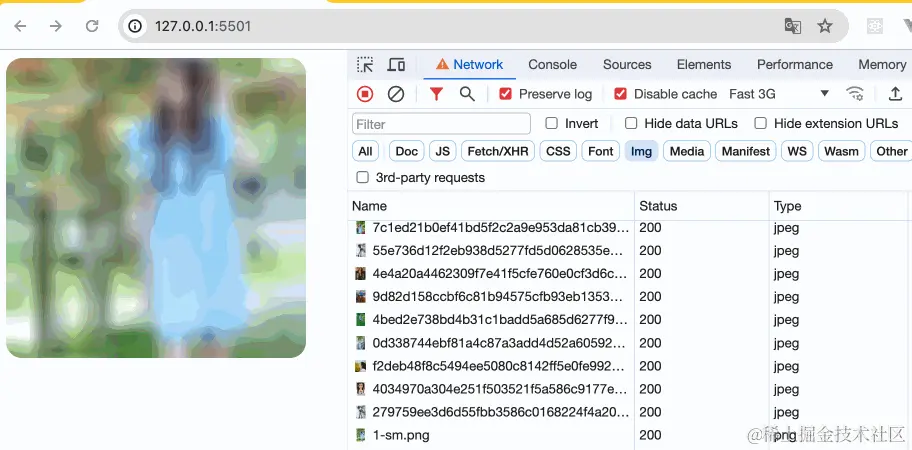 127.0.0.1:5501
Network Console Sources Elements Performance Memory
Preserve log Disable cache Fast 3G
Filter Invert Hide data URLs Hide extension URLs
All Doc JS Fetch/XHR CSS Font Img Media Manifest WS Wasm Other
3rd-party requests
Name Status Type
7c1ed21b0ef41bd5f2c2a9e953da81cb39... 200 jpeg
55e736d12f2eb938d5277fd5d0628535e... 200 jpeg
4e4a20a4462309f7e41f5cfe760e0cf3d6c... 200 jpeg
9d82d158ccbf6c81b94575cfb93eb1353... 200 jpeg
4bed2e738bd4b31c1badd5a685d6277f9... 200 jpeg
0d338744ebf81a4c87a3add4d52a60592... 200 jpeg
f2deb48f8c5494ee5080c8142ff5e0fe992... 200 jpeg
4034970a304e251f503521f5a586c9177e... 200 jpeg
279759ee3d6d55fbb3586c0168224f4a20... 200 jpeg
1-sm.png 200 png
@稀土掘金技术社区